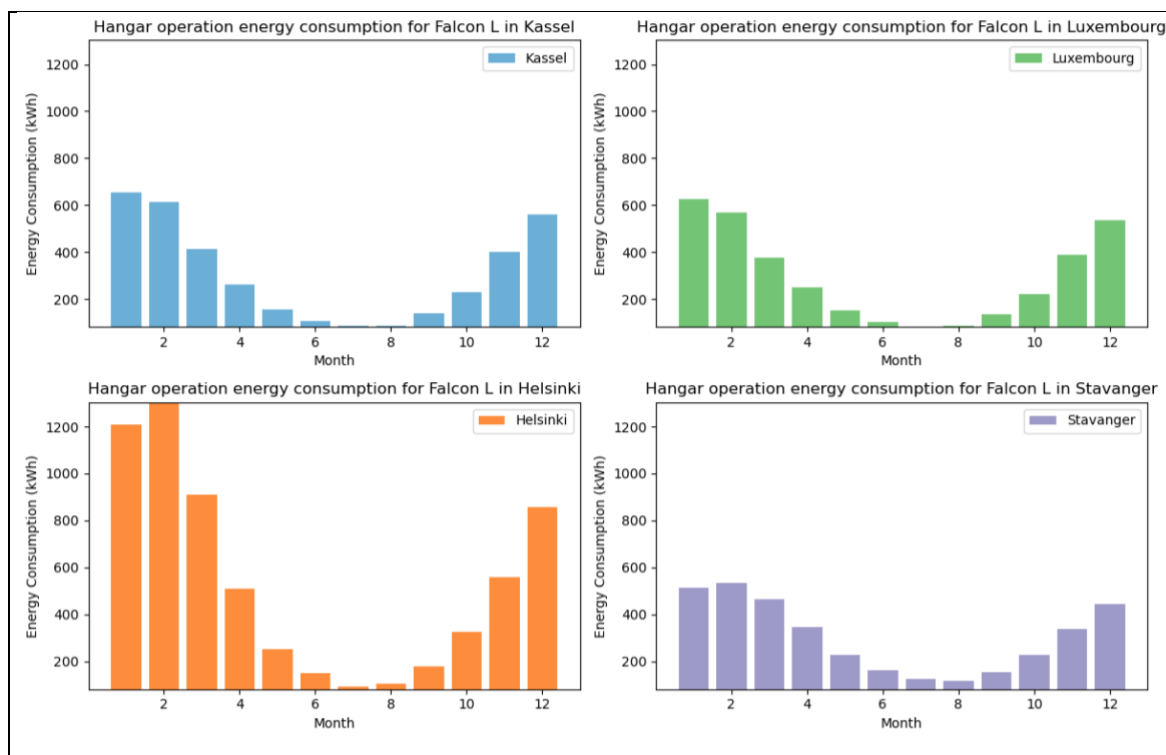 Hangar operation energy consumption for Falcon L in Kassel
Kassel
Energy Consumption (kWh)
1200
1000
800
600
400
200
2 4 6 8 10 12
Month
Hangar operation energy consumption for Falcon L in Luxembourg
Luxembourg
Energy Consumption (kWh)
1200
1000
800
600
400
200
2 4 6 8 10 12
Month
Hangar operation energy consumption for Falcon L in Helsinki
Helsinki
Energy Consumption (kWh)
1200
1000
800
600
400
200
2 4 6 8 10 12
Month
Hangar operation energy consumption for Falcon L in Stavanger
Stavanger
Energy Consumption (kWh)
1200
1000
800
600
400
200
2 4 6 8 10 12
Month